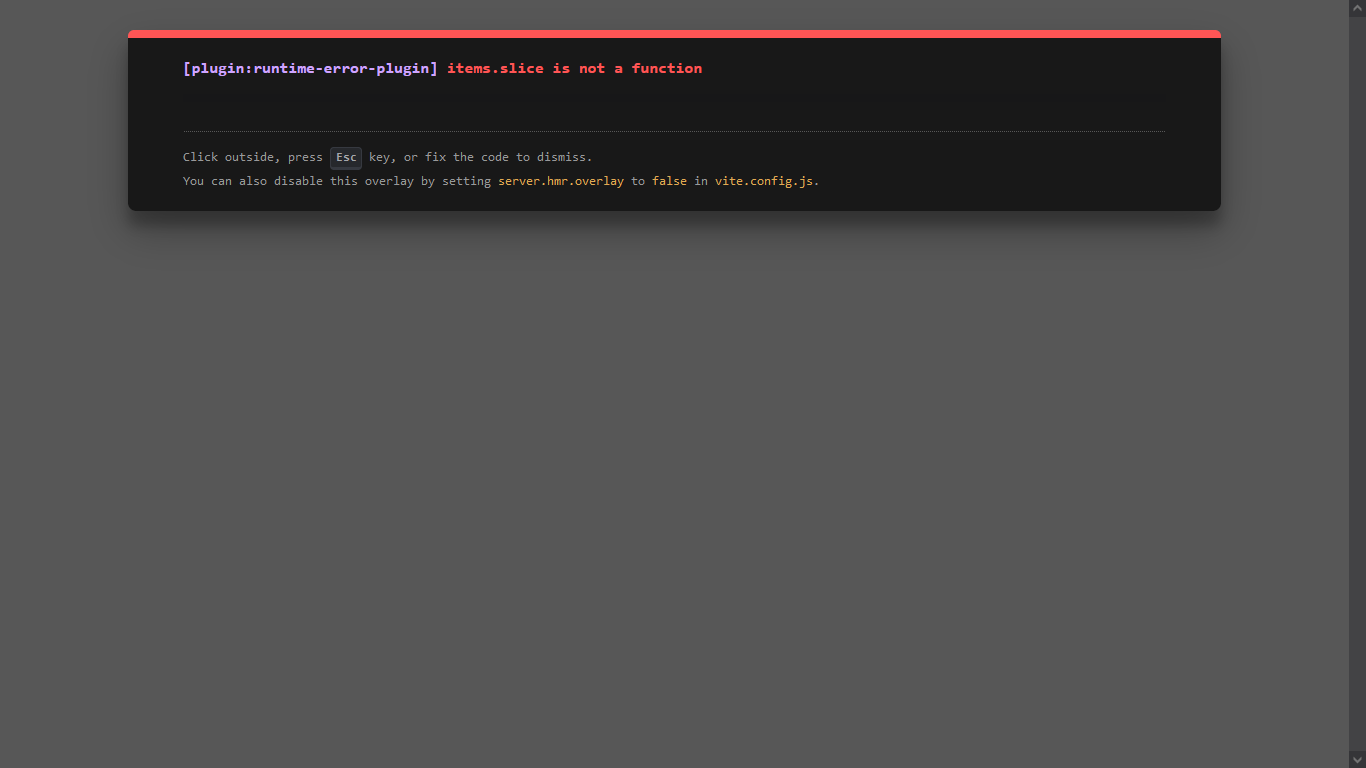 [plugin:runtime-error-plugin] items.slice is not a function
Click outside, press Esc key, or fix the code to dismiss.
You can also disable this overlay by setting server.hmr.overlay to false in vite.config.js.